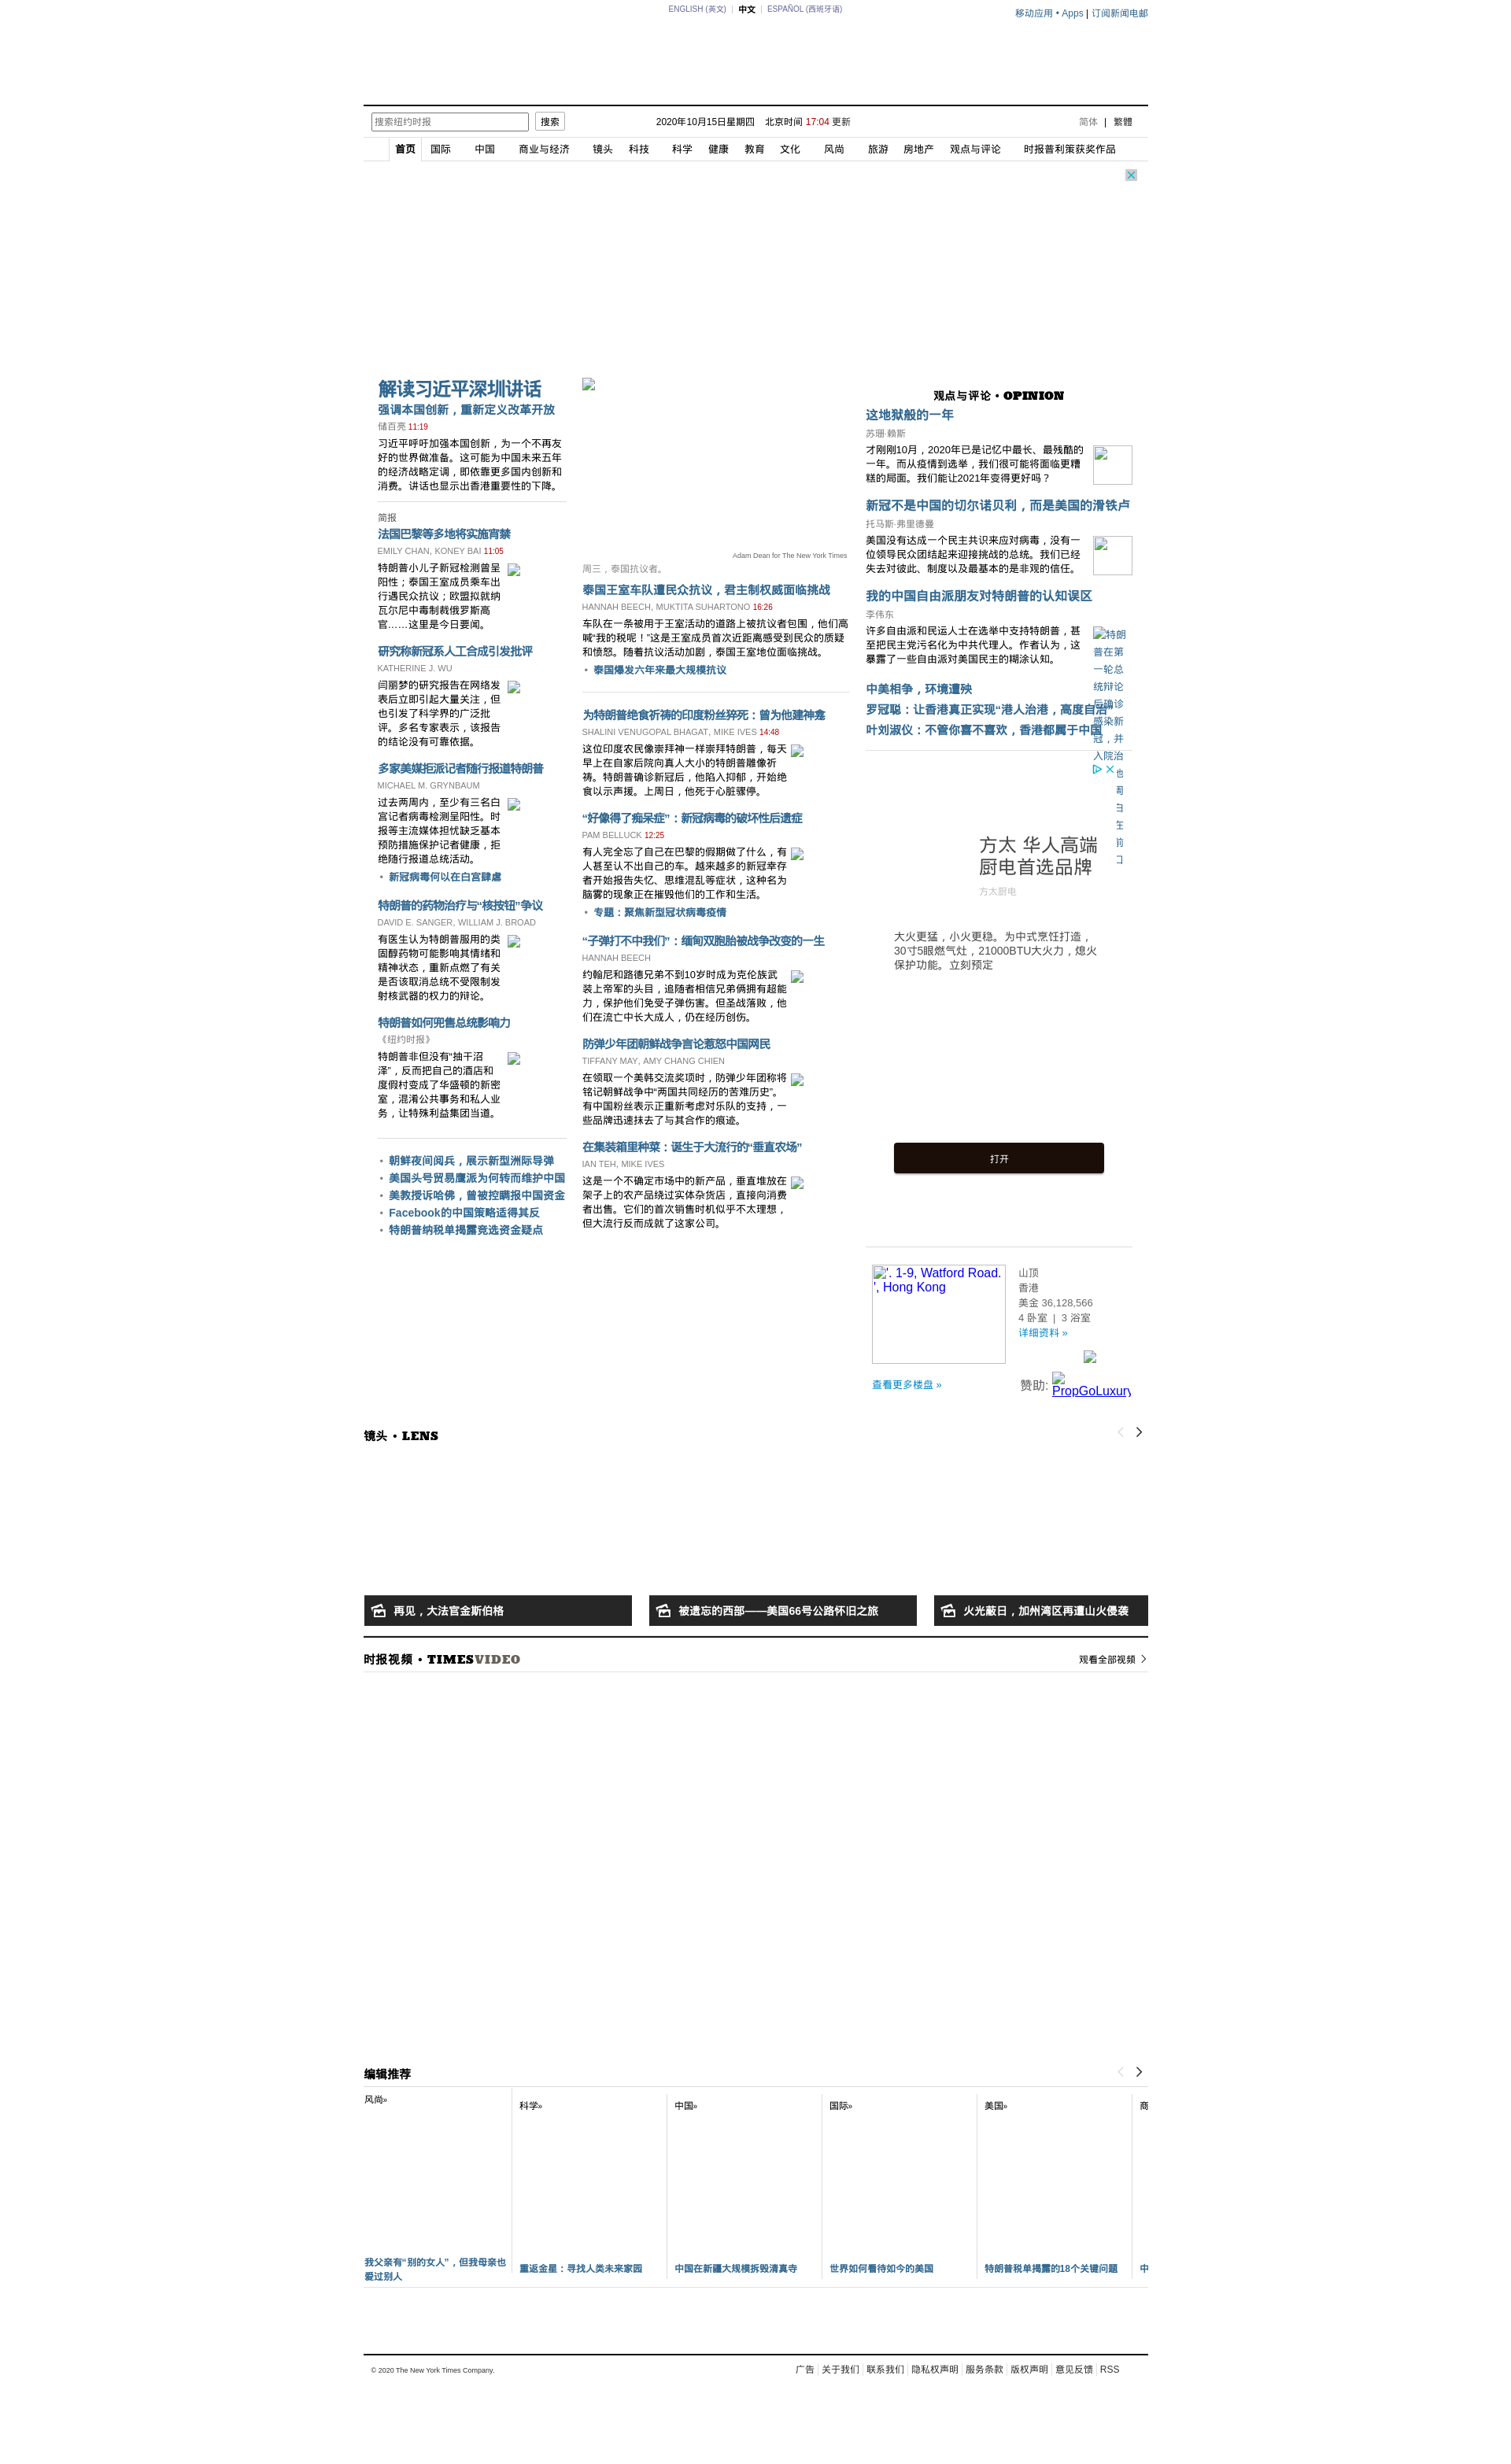 ENGLISH (英文) | 中文 | ESPAÑOL (西班牙语)
移动应用 • Apps | 订阅新闻电邮
搜索纽约时报 搜索
2020年10月15日星期四 北京时间 17:04 更新
简体 | 繁體
首页 国际 中国 商业与经济 镜头 科技 科学 健康 教育 文化 风尚 旅游 房地产 观点与评论 时报普利策获奖作品
解读习近平深圳讲话
强调本国创新，重新定义改革开放
储百亮 11:19
习近平呼吁加强本国创新，为一个不再友
好的世界做准备。这可能为中国未来五年
的经济战略定调，即依靠更多国内创新和
消费。讲话也显示出香港重要性的下降。
简报
法国巴黎等多地将实施宵禁
EMILY CHAN, KONEY BAI 11:05
特朗普小儿子新冠检测曾呈
阳性；泰国王室成员乘车出
行遇民众抗议；欧盟拟就纳
瓦尔尼中毒制裁俄罗斯高
官……这里是今日要闻。
研究称新冠系人工合成引发批评
KATHERINE J. WU
闫丽梦的研究报告在网络发
表后立即引起大量关注，但
也引发了科学界的广泛批
评。多名专家表示，该报告
的结论没有可靠依据。
多家美媒拒派记者随行报道特朗普
MICHAEL M. GRYNBAUM
过去两周内，至少有三名白
宫记者病毒检测呈阳性。时
报等主流媒体担忧缺乏基本
预防措施保护记者健康，拒
绝随行报道总统活动。
• 新冠病毒何以在白宫肆虐
特朗普的药物治疗与“核按钮”争议
DAVID E. SANGER, WILLIAM J. BROAD
有医生认为特朗普服用的类
固醇药物可能影响其情绪和
精神状态，重新点燃了有关
是否该取消总统不受限制发
射核武器的权力的辩论。
特朗普如何兜售总统影响力
《纽约时报》
特朗普非但没有“抽干沼
泽”，反而把自己的酒店和
度假村变成了华盛顿的新密
室，混淆公共事务和私人业
务，让特殊利益集团当道。
• 朝鲜夜间阅兵，展示新型洲际导弹
• 美国头号贸易鹰派为何转而维护中国
• 美教授诉哈佛，曾被控瞒报中国资金
• Facebook的中国策略适得其反
• 特朗普纳税单揭露竞选资金疑点
Adam Dean for The New York Times
周三，泰国抗议者。
泰国王室车队遭民众抗议，君主制权威面临挑战
HANNAH BEECH, MUKTITA SUHARTONO 16:26
车队在一条被用于王室活动的道路上被抗议者包围，他们高
喊“我的税呢！”这是王室成员首次近距离感受到民众的质疑
和愤怒。随着抗议活动加剧，泰国王室地位面临挑战。
• 泰国爆发六年来最大规模抗议
为特朗普绝食祈祷的印度粉丝猝死：曾为他建神龛
SHALINI VENUGOPAL BHAGAT, MIKE IVES 14:48
这位印度农民像崇拜神一样崇拜特朗普，每天
早上在自家后院向真人大小的特朗普雕像祈
祷。特朗普确诊新冠后，他陷入抑郁，开始绝
食以示声援。上周日，他死于心脏骤停。
“好像得了痴呆症”：新冠病毒的破坏性后遗症
PAM BELLUCK 12:25
有人完全忘了自己在巴黎的假期做了什么，有
人甚至认不出自己的车。越来越多的新冠幸存
者开始报告失忆、思维混乱等症状，这种名为
脑雾的现象正在摧毁他们的工作和生活。
• 专题：聚焦新型冠状病毒疫情
“子弹打不中我们”：缅甸双胞胎被战争改变的一生
HANNAH BEECH
约翰尼和路德兄弟不到10岁时成为克伦族武
装上帝军的头目，追随者相信兄弟俩拥有超能
力，保护他们免受子弹伤害。但圣战落败，他
们在流亡中长大成人，仍在经历创伤。
防弹少年团朝鲜战争言论惹怒中国网民
TIFFANY MAY, AMY CHANG CHIEN
在领取一个美韩交流奖项时，防弹少年团称将
铭记朝鲜战争中“两国共同经历的苦难历史”。
有中国粉丝表示正重新考虑对乐队的支持，一
些品牌迅速抹去了与其合作的痕迹。
在集装箱里种菜：诞生于大流行的“垂直农场”
IAN TEH, MIKE IVES
这是一个不确定市场中的新产品，垂直堆放在
架子上的农产品绕过实体杂货店，直接向消费
者出售。它们的首次销售时机似乎不太理想，
但大流行反而成就了这家公司。
观点与评论 • OPINION
这地狱般的一年
苏珊·赖斯
才刚刚10月，2020年已是记忆中最长、最残酷的
一年。而从疫情到选举，我们很可能将面临更糟
糕的局面。我们能让2021年变得更好吗？
新冠不是中国的切尔诺贝利，而是美国的滑铁卢
托马斯·弗里德曼
美国没有达成一个民主共识来应对病毒，没有一
位领导民众团结起来迎接挑战的总统。我们已经
失去对彼此、制度以及最基本的是非观的信任。
我的中国自由派朋友对特朗普的认知误区
李伟东
许多自由派和民运人士在选举中支持特朗普，甚
至把民主党污名化为中共代理人。作者认为，这
暴露了一些自由派对美国民主的糊涂认知。
特朗
普在第
一轮总
统辩论
后确诊
感染新
冠，并
入院治
中美相争，环境遭殃
罗冠聪：让香港真正实现“港人治港，高度自治”
叶刘淑仪：不管你喜不喜欢，香港都属于中国
方太 华人高端
厨电首选品牌
方太厨电
大火更猛，小火更稳。为中式烹饪打造，
30寸5眼燃气灶，21000BTU大火力，熄火
保护功能。立刻预定
打开
'. 1-9, Watford Road.
', Hong Kong
山顶
香港
美金 36,128,566
4 卧室 | 3 浴室
详细资料 »
查看更多楼盘 »
赞助: PropGoLuxury
镜头 • LENS
再见，大法官金斯伯格
被遗忘的西部——美国66号公路怀旧之旅
火光蔽日，加州湾区再遭山火侵袭
时报视频 • TIMESVIDEO
观看全部视频
编辑推荐
风尚»
科学»
中国»
国际»
美国»
商
我父亲有“别的女人”，但我母亲也
爱过别人
重返金星：寻找人类未来家园
中国在新疆大规模拆毁清真寺
世界如何看待如今的美国
特朗普税单揭露的18个关键问题
中
© 2020 The New York Times Company.
广告 关于我们 联系我们 隐私权声明 服务条款 版权声明 意见反馈 RSS